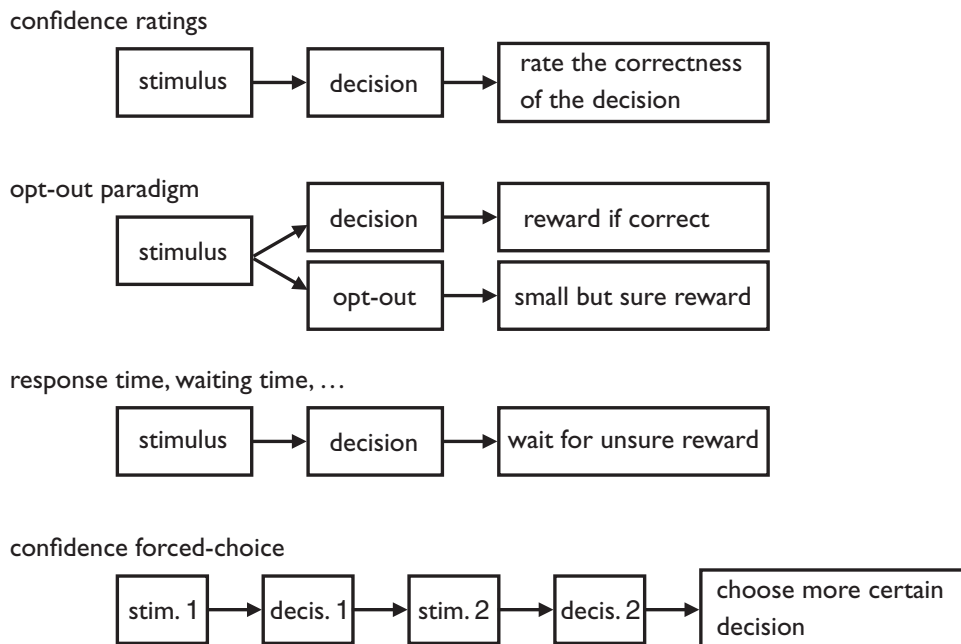 confidence ratings
stimulus
decision
rate the correctness
of the decision
opt-out paradigm
stimulus
decision
reward if correct
opt-out
small but sure reward
response time, waiting time, …
stimulus
decision
wait for unsure reward
confidence forced-choice
stim. 1
decis. 1
stim. 2
decis. 2
choose more certain
decision